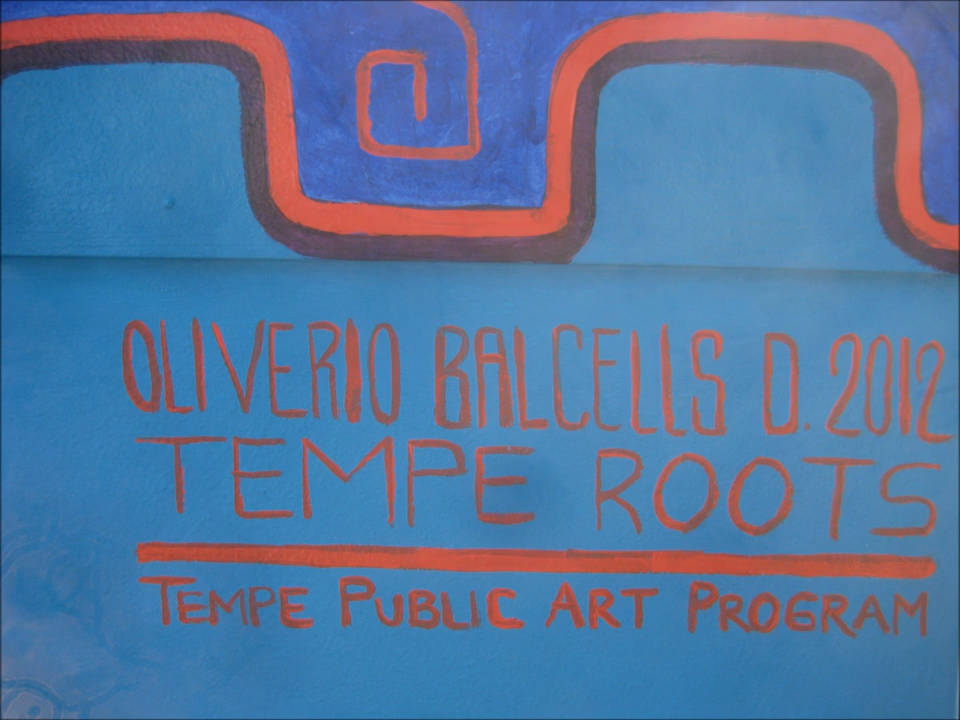 OLIVERIO BALCELLS D. 2012
TEMPE ROOTS
TEMPE PUBLIC ART PROGRAM